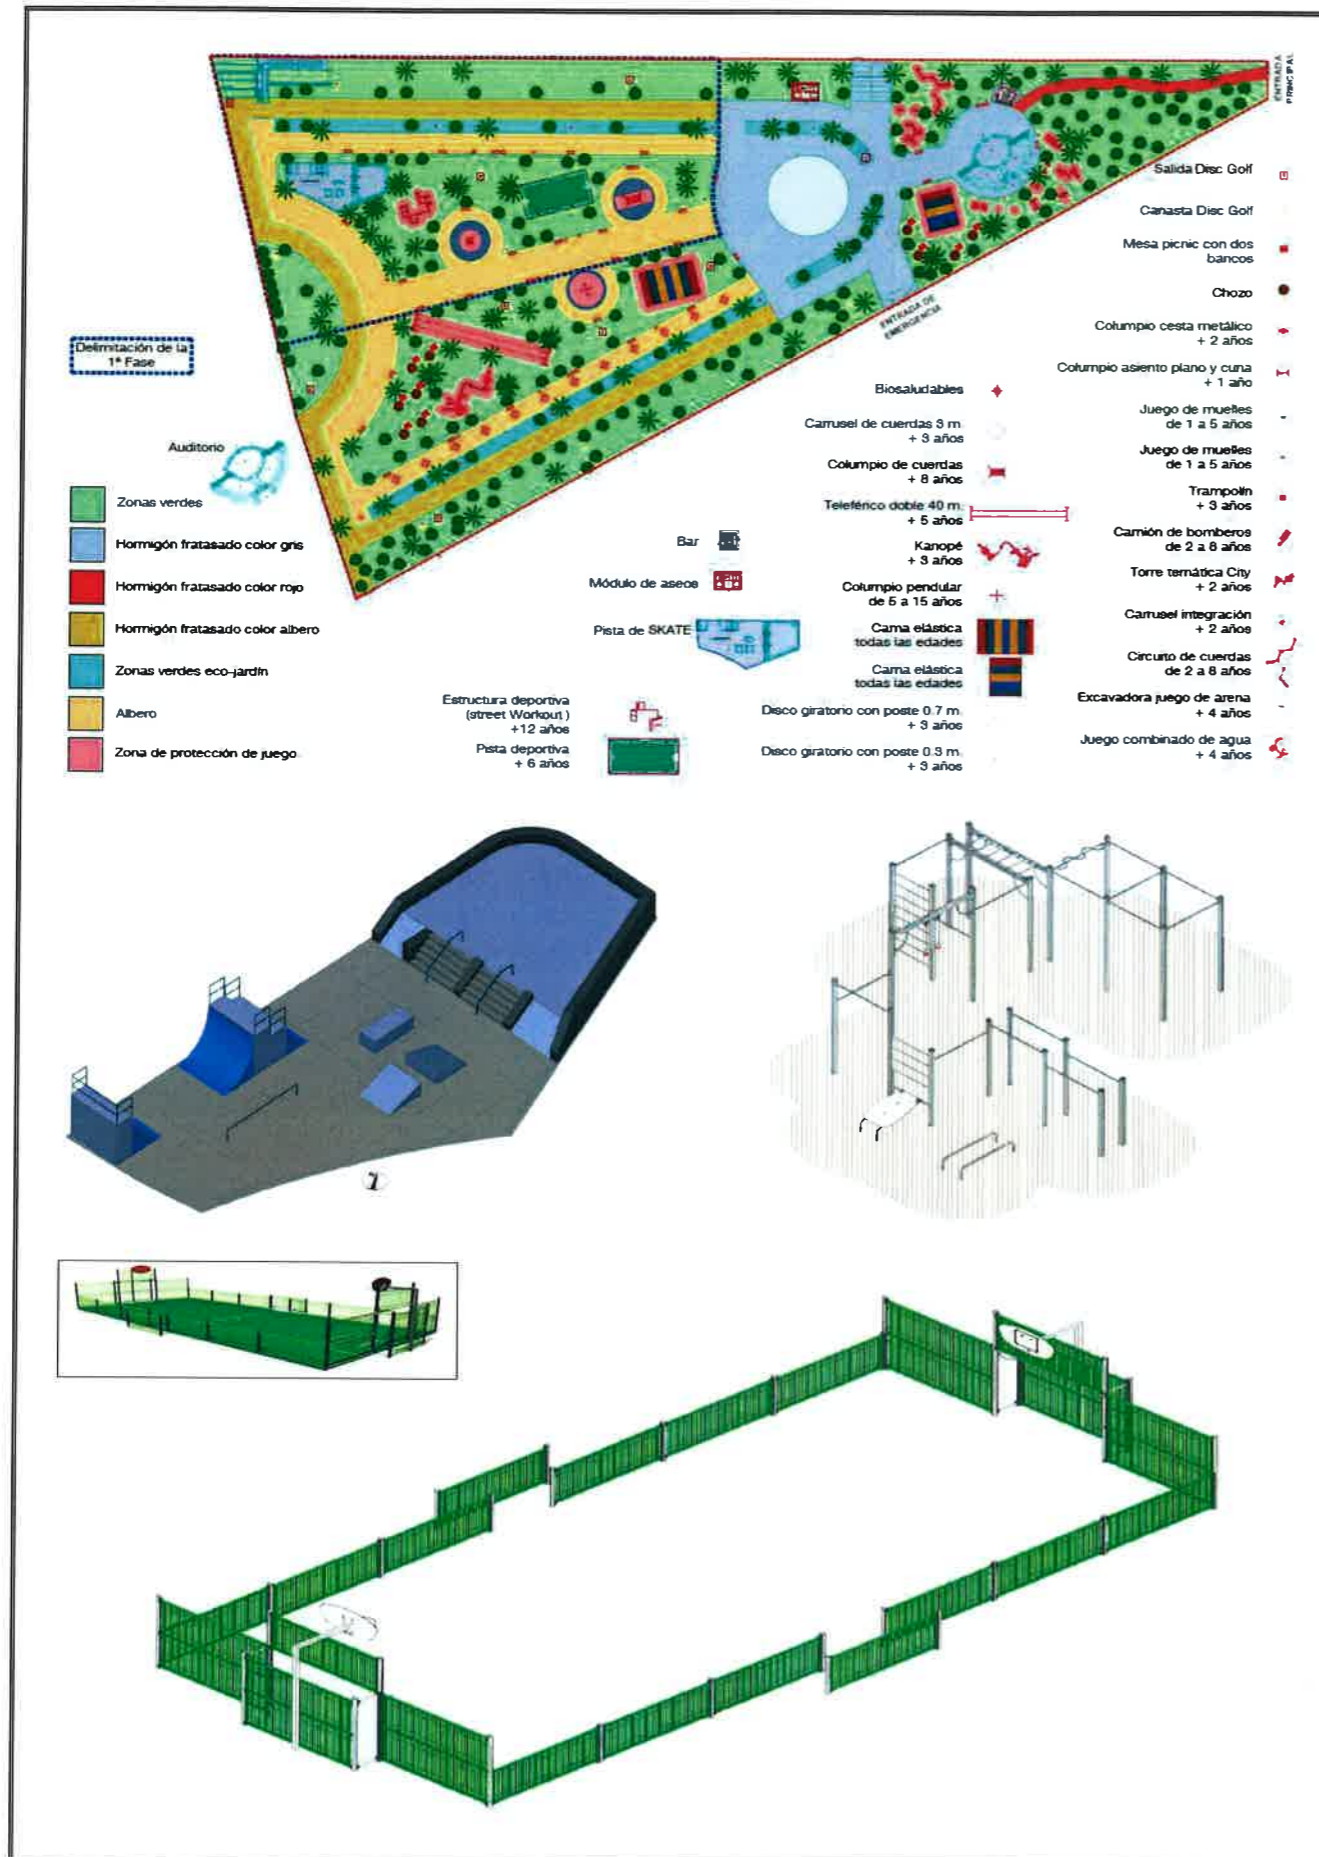 ENTRADA
PRINCIPAL
ENTRADA DE
EMERGENCIA
Delimitación de la
1ª Fase
Auditorio
Zonas verdes
Hormigón fratasado color gris
Hormigón fratasado color rojo
Hormigón fratasado color albero
Zonas verdes eco-jardín
Albero
Zona de protección de juego
Bar
Módulo de aseos
Pista de SKATE
Estructura deportiva
(street Workout )
+12 años
Pista deportiva
+ 6 años
Biosaludables
Carrusel de cuerdas 3 m.
+ 3 años
Columpio de cuerdas
+ 8 años
Teleférico doble 40 m.
+ 5 años
Kanopé
+ 3 años
Columpio pendular
de 5 a 15 años
Cama elástica
todas las edades
Cama elástica
todas las edades
Disco giratorio con poste 0.7 m.
+ 3 años
Disco giratorio con poste 0.3 m.
+ 3 años
Salida Disc Golf
Canasta Disc Golf
Mesa picnic con dos
bancos
Chozo
Columpio cesta metálico
+ 2 años
Columpio asiento plano y cuna
+ 1 año
Juego de muelles
de 1 a 5 años
Juego de muelles
de 1 a 5 años
Trampolín
+ 3 años
Camión de bomberos
de 2 a 8 años
Torre temática City
+ 2 años
Carrusel integración
+ 2 años
Circuito de cuerdas
de 2 a 8 años
Excavadora juego de arena
+ 4 años
Juego combinado de agua
+ 4 años